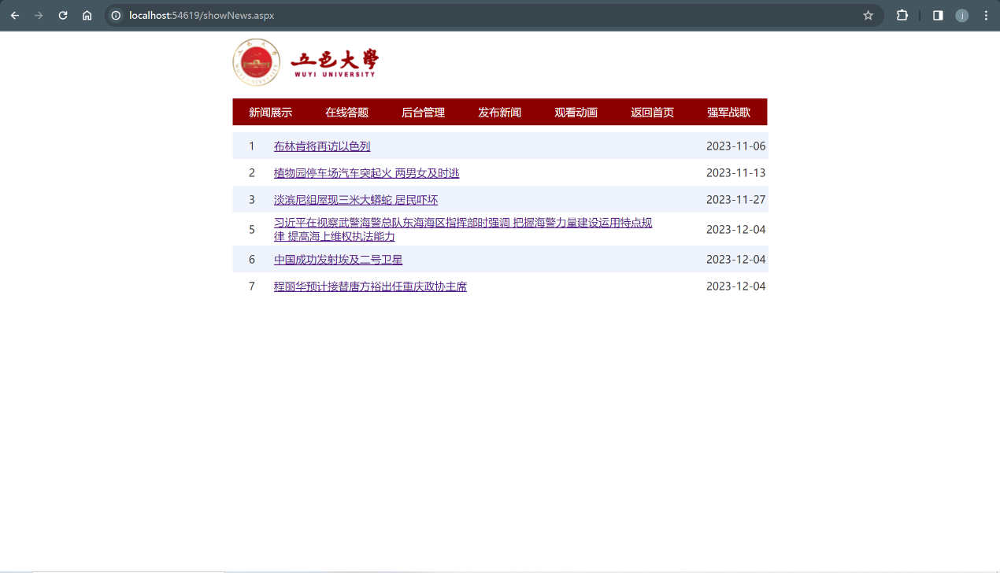 localhost:54619/showNews.aspx
j
五邑大學
WUYI UNIVERSITY
新闻展示 在线答题 后台管理 发布新闻 观看动画 返回首页 强军战歌
1 布林肯将再访以色列 2023-11-06
2 植物园停车场汽车突起火 两男女及时逃 2023-11-13
3 淡滨尼组屋现三米大蟒蛇 居民吓坏 2023-11-27
5 习近平在视察武警海警总队东海海区指挥部时强调 把握海警力量建设运用特点规 2023-12-04
律 提高海上维权执法能力
6 中国成功发射埃及二号卫星 2023-12-04
7 程丽华预计接替唐方裕出任重庆政协主席 2023-12-04